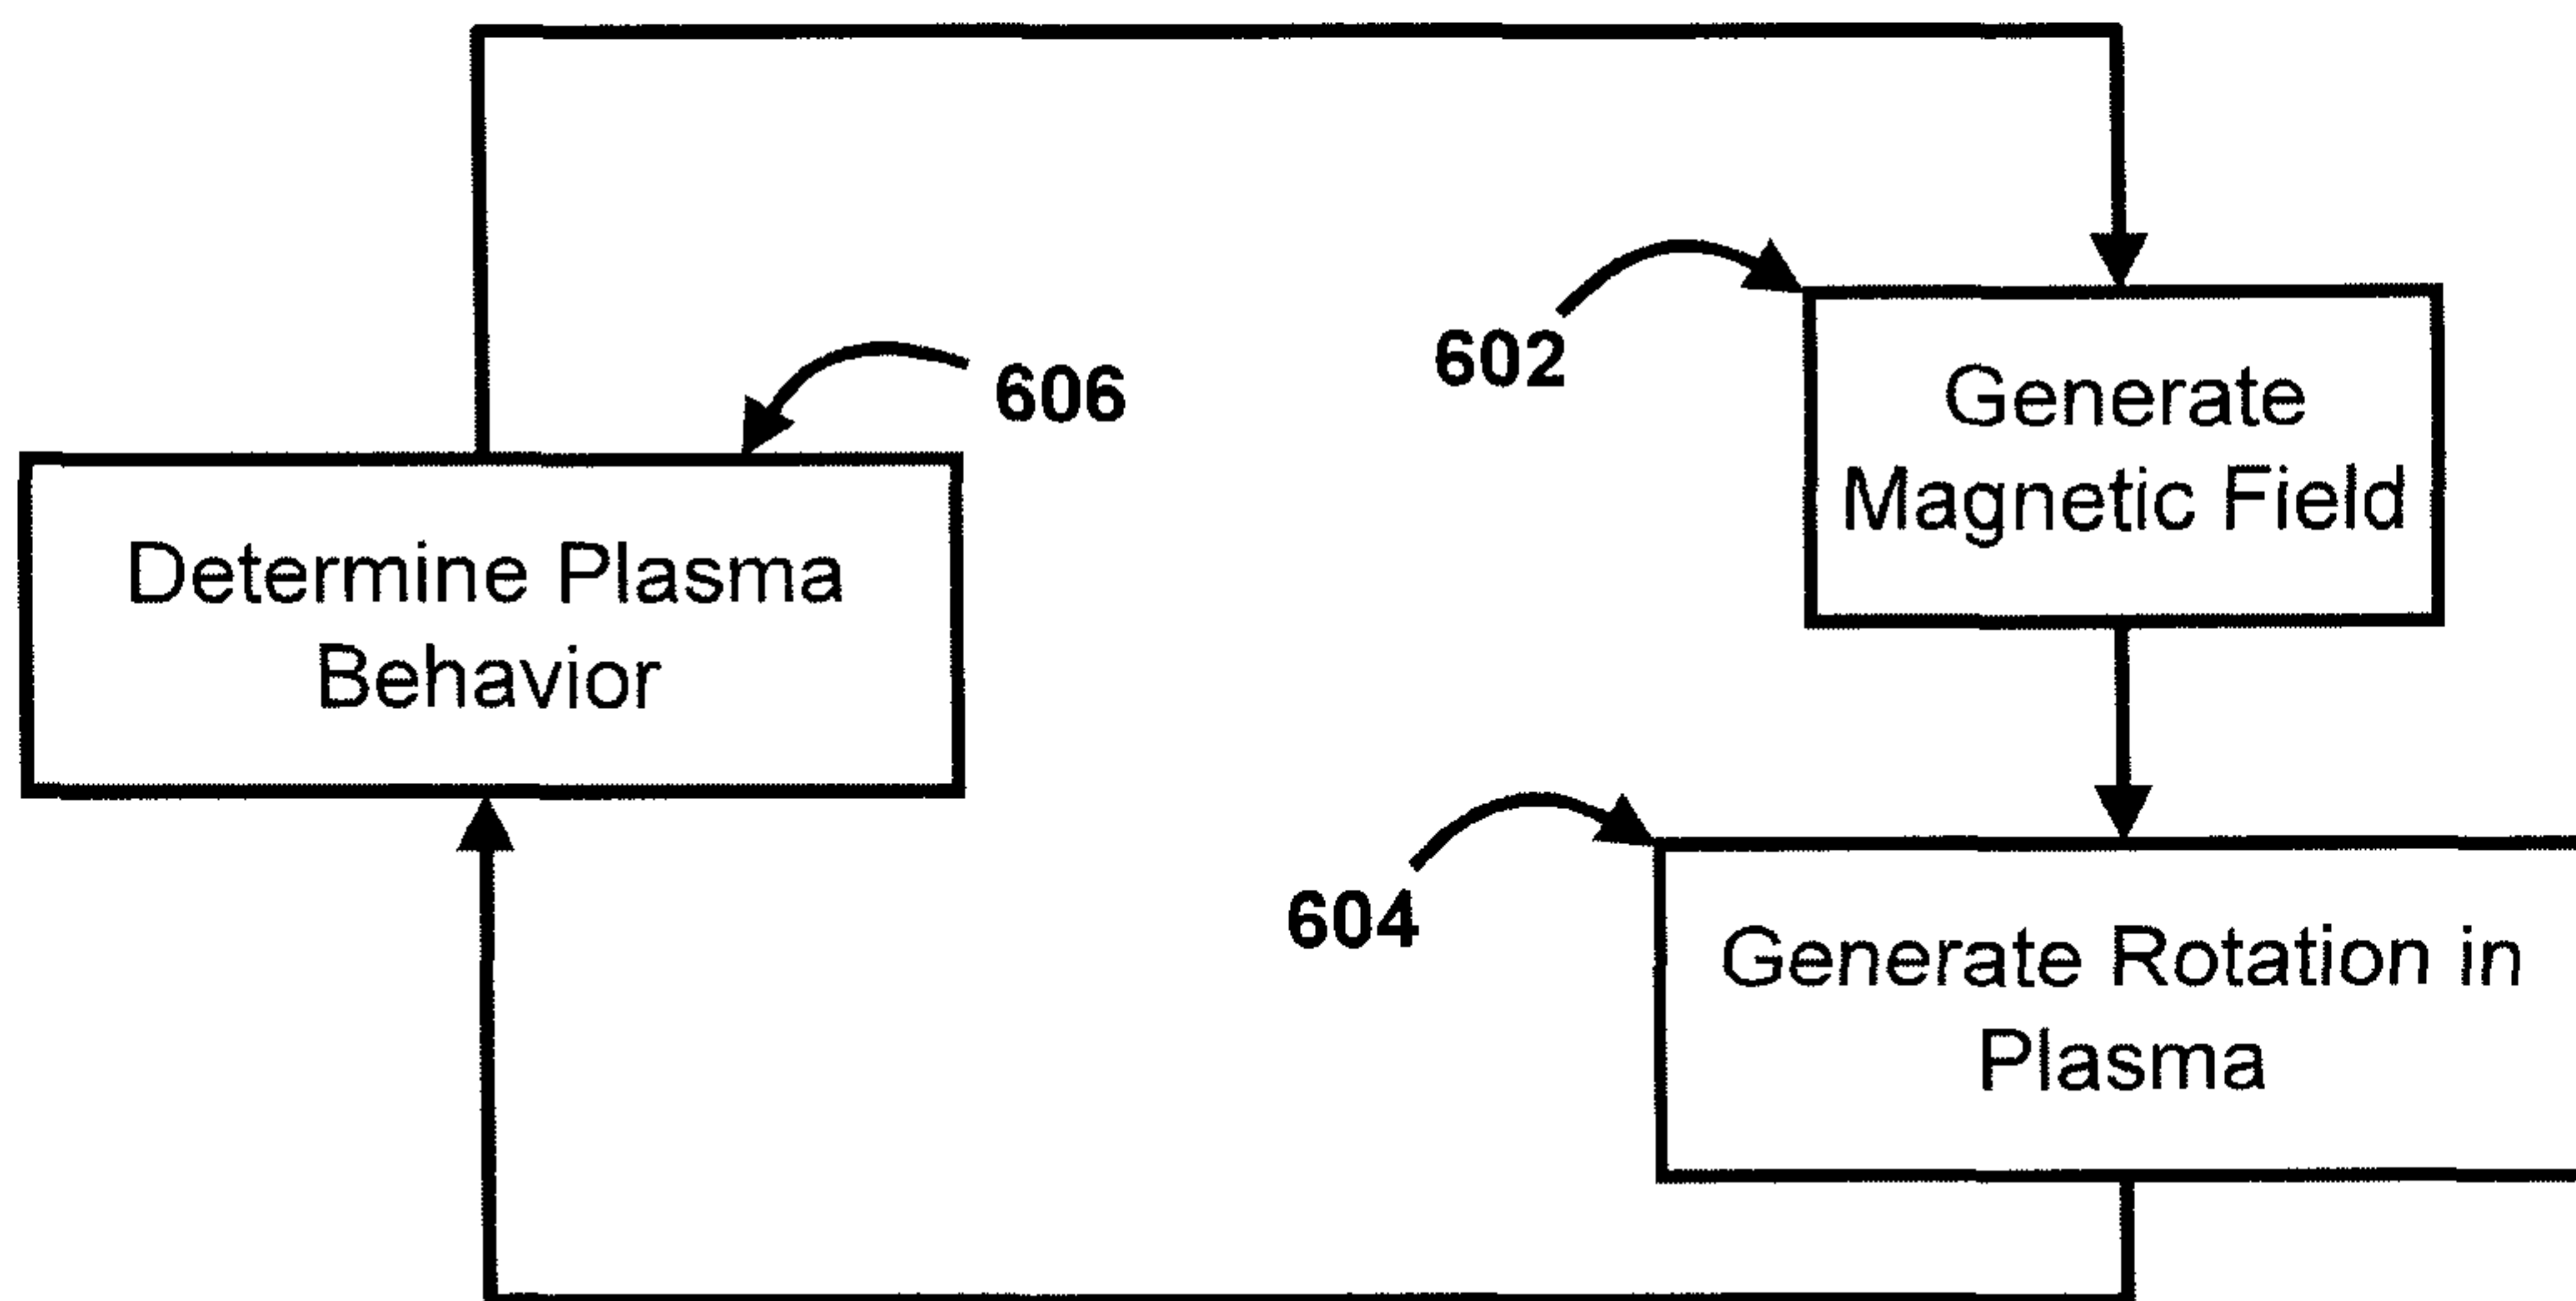 602
Generate
Magnetic Field
606
Determine Plasma
Behavior
604
Generate Rotation in
Plasma